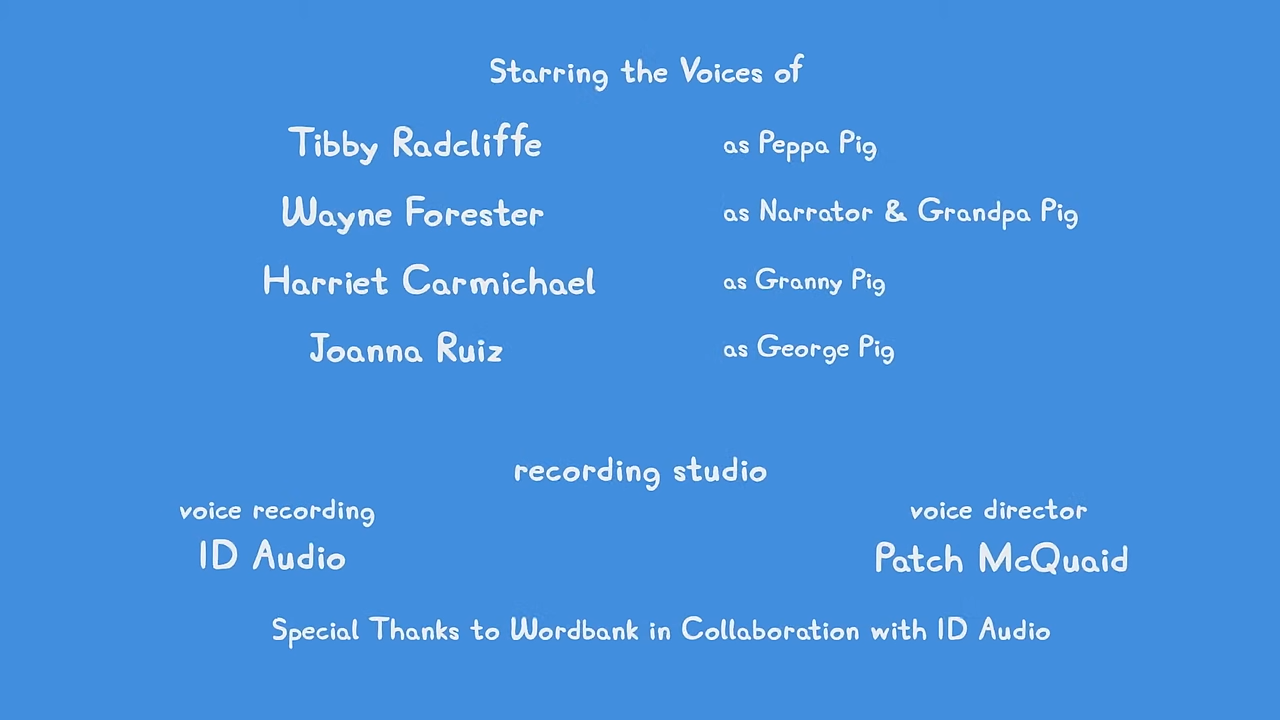 Starring the Voices of
Tibby Radcliffe as Peppa Pig
Wayne Forester as Narrator & Grandpa Pig
Harriet Carmichael as Granny Pig
Joanna Ruiz as George Pig
recording studio
voice recording voice director
ID Audio Patch McQuaid
Special Thanks to Wordbank in Collaboration with ID Audio